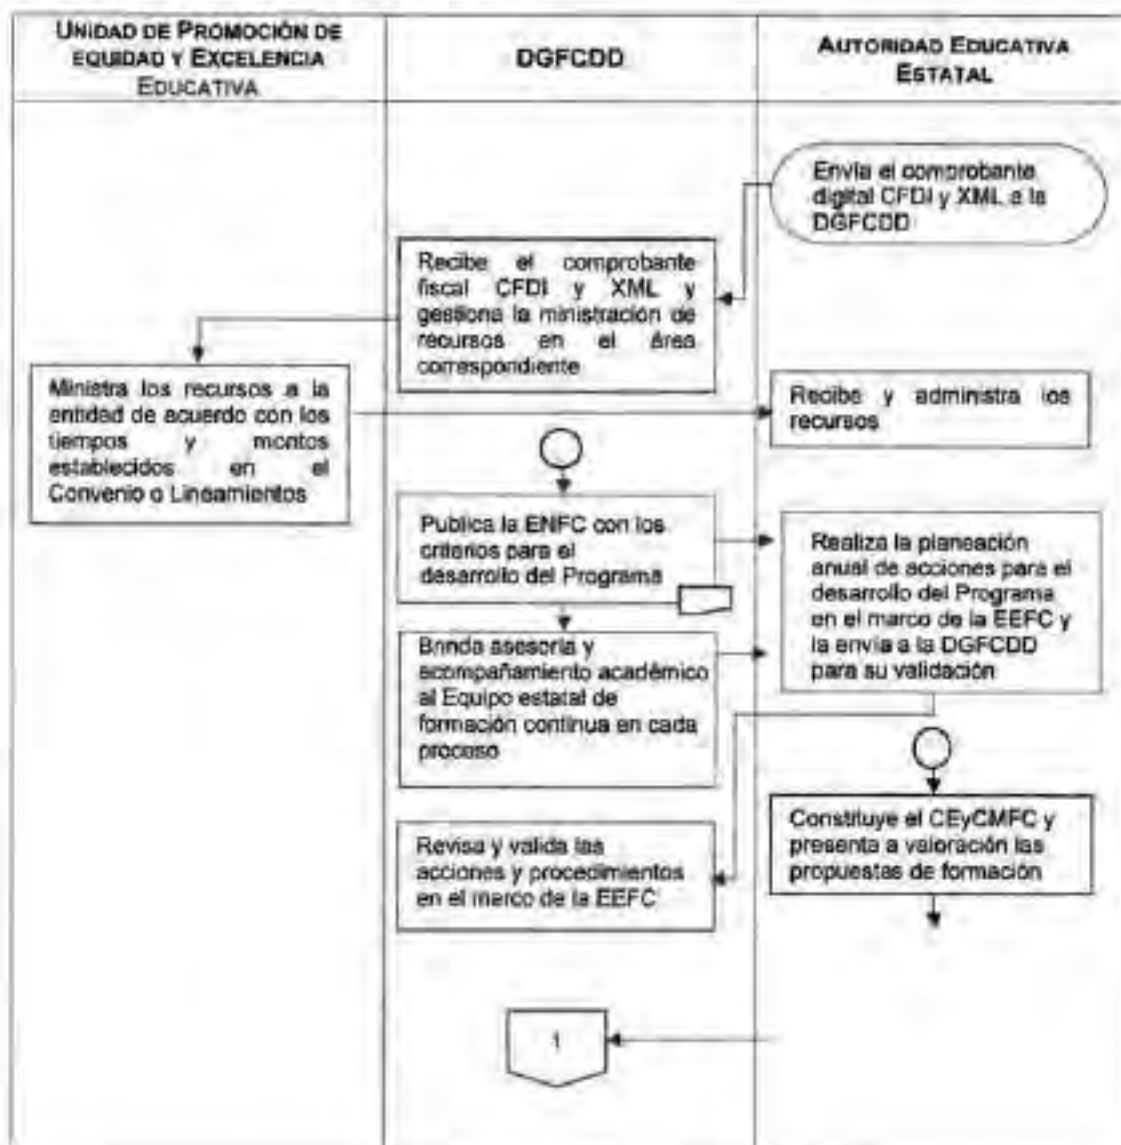 UNIDAD DE PROMOCIÓN DE
EQUIDAD Y EXCELENCIA
EDUCATIVA
DGFCDD
AUTORIDAD EDUCATIVA
ESTATAL
Envía el comprobante
digital CFDI y XML a la
DGFCDD
Recibe el comprobante
fiscal CFDI y XML y
gestiona la ministración de
recursos en el área
correspondiente
Ministra los recursos a la
entidad de acuerdo con los
tiempos y montos
establecidos en el
Convenio o Lineamientos
Recibe y administra los
recursos
Publica la ENFC con los
criterios para el
desarrollo del Programa
Realiza la planeación
anual de acciones para el
desarrollo del Programa
en el marco de la EEFC y
la envía a la DGFCDD
para su validación
Brinda asesoría y
acompañamiento académico
al Equipo estatal de
formación continua en cada
proceso
Constituye el CEyCMFC y
presenta a valoración las
propuestas de formación
Revisa y valida las
acciones y procedimientos
en el marco de la EEFC
1